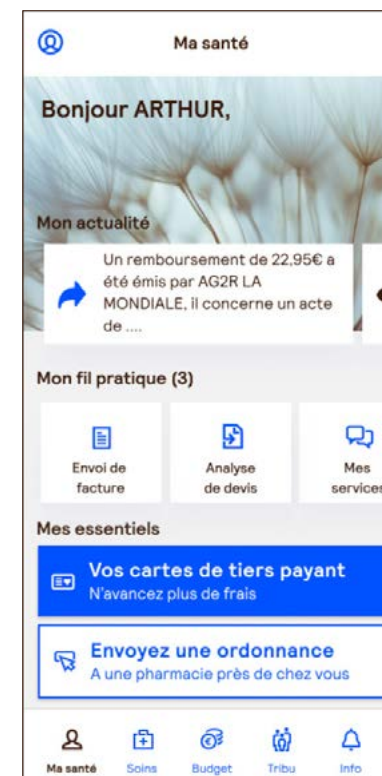 Ma santé
Bonjour ARTHUR,
Mon actualité
Un remboursement de 22,95€ a
été émis par AG2R LA
MONDIALE, il concerne un acte
de ....
Mon fil pratique (3)
Envoi de
facture
Analyse
de devis
Mes
services
Mes essentiels
Vos cartes de tiers payant
N'avancez plus de frais
Envoyez une ordonnance
A une pharmacie près de chez vous
Ma santé
Soins
Budget
Tribu
Info